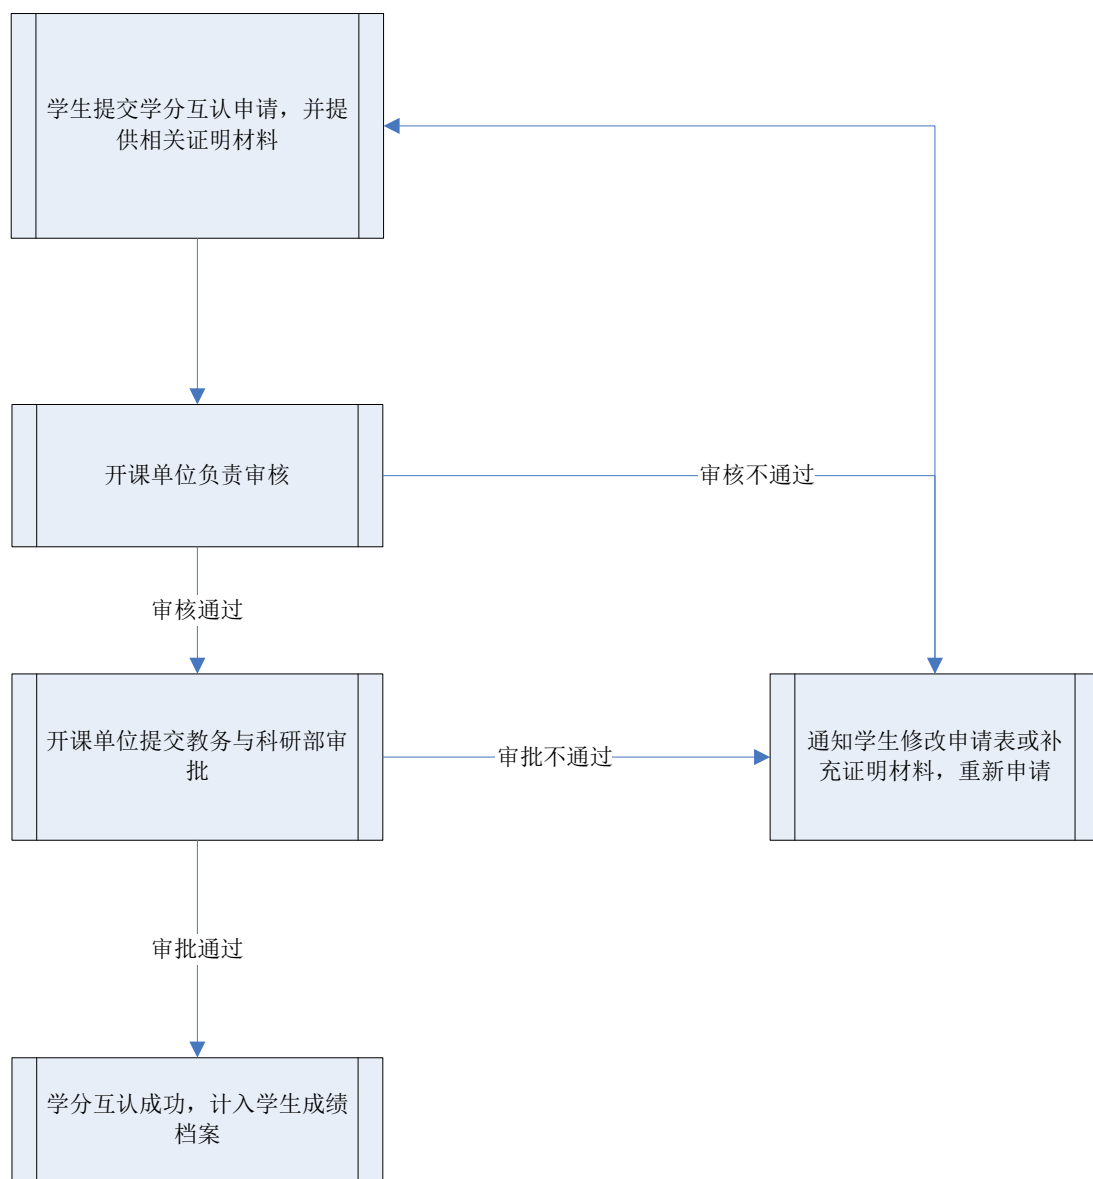 学生提交学分互认申请，并提
供相关证明材料
开课单位负责审核
审核不通过
审核通过
开课单位提交教务与科研部审
批
审批不通过
通知学生修改申请表或补
充证明材料，重新申请
审批通过
学分互认成功，计入学生成绩
档案